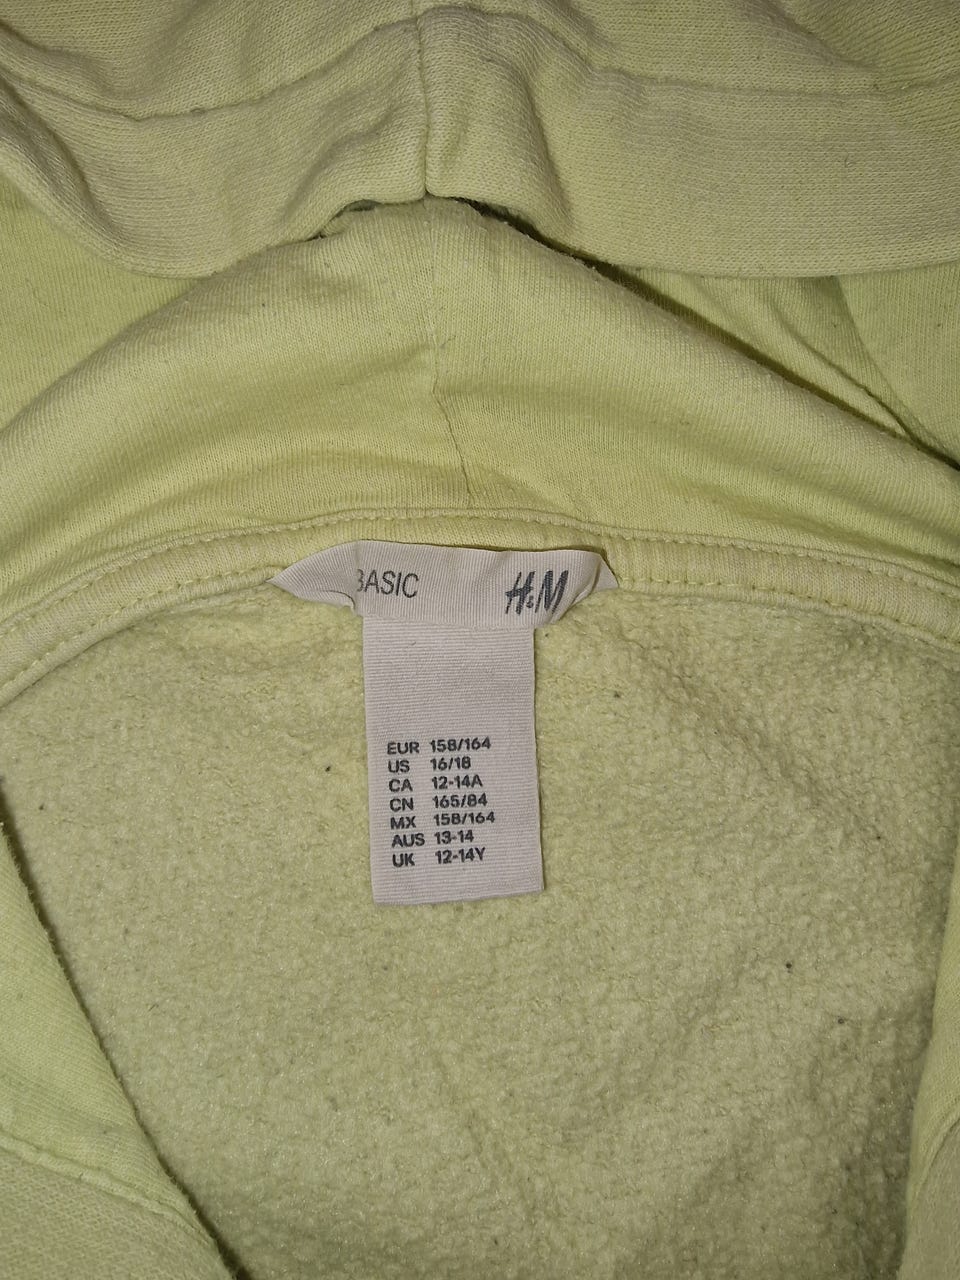 BASIC H&M
EUR 158/164
US 16/18
CA 12-14A
CN 165/84
MX 158/164
AUS 13-14
UK 12-14Y